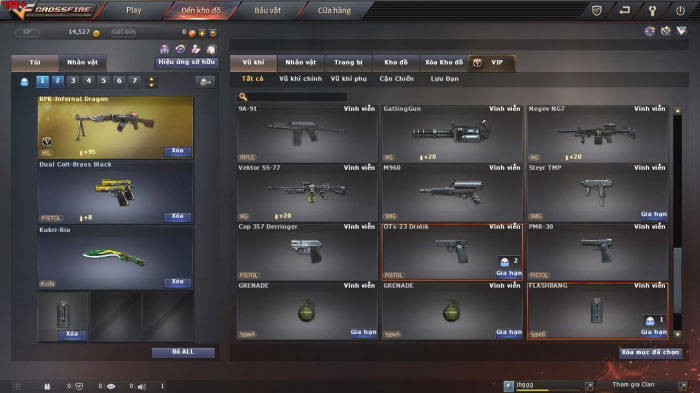 CROSSFIRE Play Đến kho đồ Báu vật Cửa hàng
GP 14,527 GoCoin 0
Túi Nhân vật Hiệu ứng sở hữu
1 2 3 4 5 6 7
RPK-Infernal Dragon
MG +95 Xóa
Dual Colt-Brass Black
PISTOL +8 Xóa
Kukri-Rio
Knife Xóa
Xóa
Bỏ ALL
Vũ khí Nhân vật Trang bị Kho đồ Xóa Kho đồ VIP
Tất cả Vũ khí chính Vũ khí phụ Cận Chiến Lựu Đạn
9A-91 Vĩnh viễn GatlingGun Vĩnh viễn Negev NG7 Vĩnh viễn
RIFLE MG +20 MG +20
Vektor SS-77 Vĩnh viễn M960 Vĩnh viễn Steyr TMP Vĩnh viễn
MG +20 SMG SMG Gia hạn
Cop 357 Derringer Vĩnh viễn OTs-23 Drotik Vĩnh viễn PMR-30 Vĩnh viễn
2
PISTOL PISTOL Gia hạn PISTOL Gia hạn
GRENADE Vĩnh viễn GRENADE Vĩnh viễn FLASHBANG Vĩnh viễn
1
typeA Gia hạn typeA Gia hạn typeB Gia hạn
Xóa mục đã chọn
0 0 0 1 jbggg Tham gia Clan